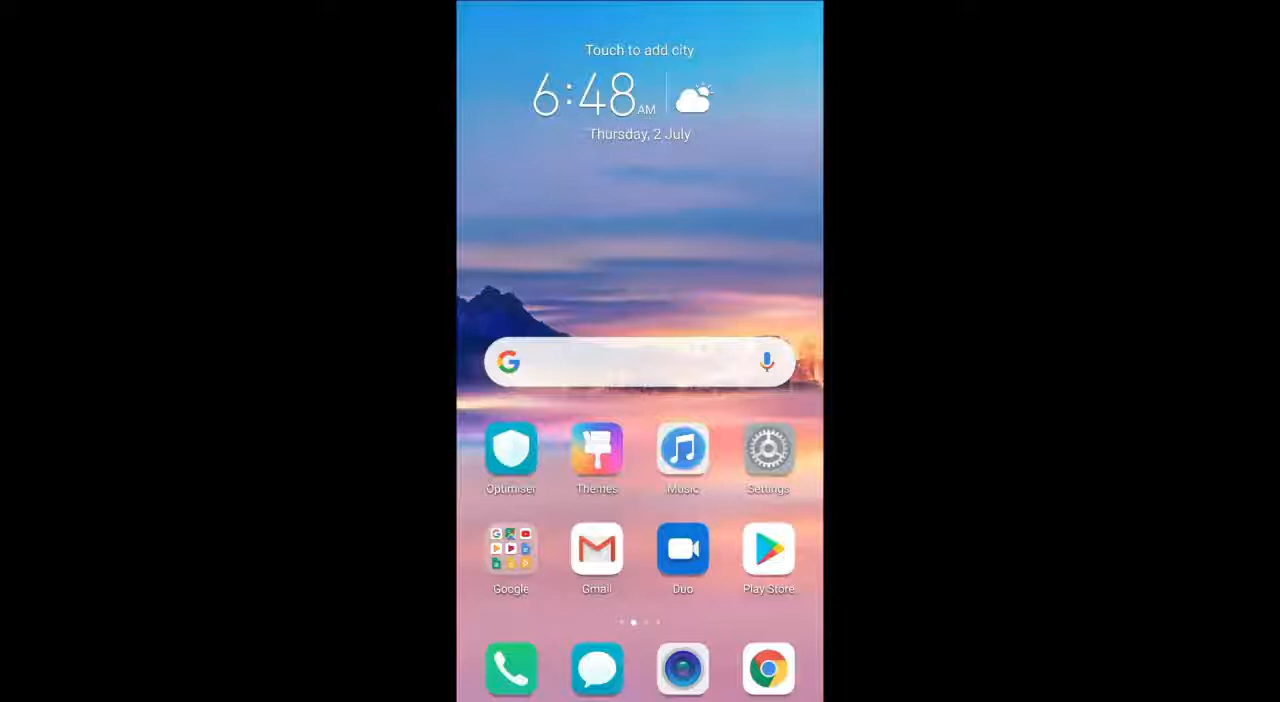 Touch to add city
6:48 AM
Thursday, 2 July
Optimiser Themes Music Settings
Google Gmail Duo Play Store